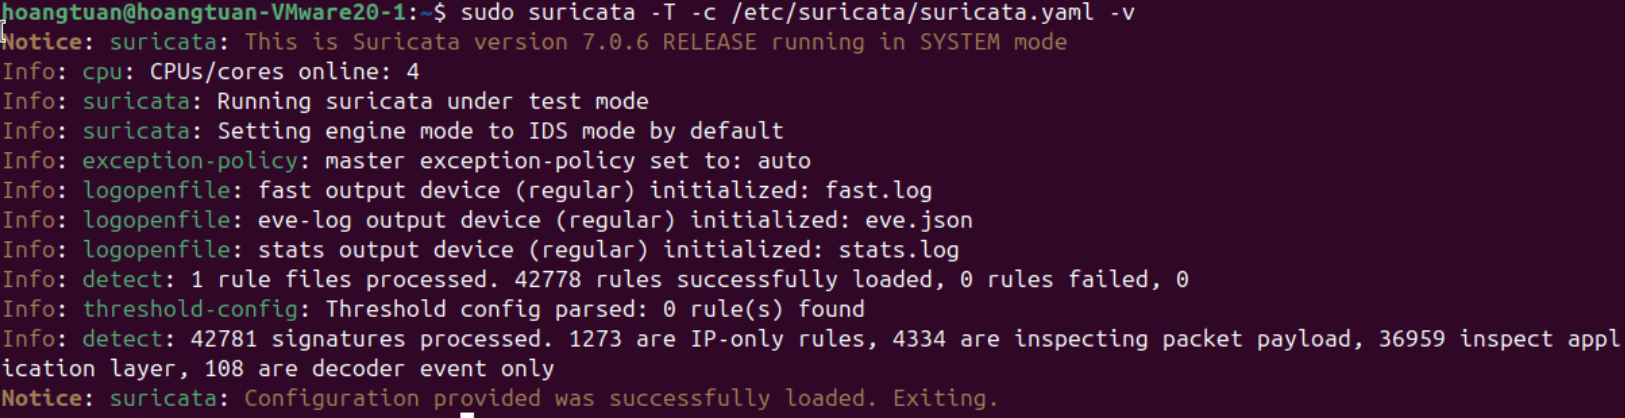 hoangtuan@hoangtuan-VMware20-1:~$ sudo suricata -T -c /etc/suricata/suricata.yaml -v
Notice: suricata: This is Suricata version 7.0.6 RELEASE running in SYSTEM mode
Info: cpu: CPUs/cores online: 4
Info: suricata: Running suricata under test mode
Info: suricata: Setting engine mode to IDS mode by default
Info: exception-policy: master exception-policy set to: auto
Info: logopenfile: fast output device (regular) initialized: fast.log
Info: logopenfile: eve-log output device (regular) initialized: eve.json
Info: logopenfile: stats output device (regular) initialized: stats.log
Info: detect: 1 rule files processed. 42778 rules successfully loaded, 0 rules failed, 0
Info: threshold-config: Threshold config parsed: 0 rule(s) found
Info: detect: 42781 signatures processed. 1273 are IP-only rules, 4334 are inspecting packet payload, 36959 inspect appl
ication layer, 108 are decoder event only
Notice: suricata: Configuration provided was successfully loaded. Exiting.